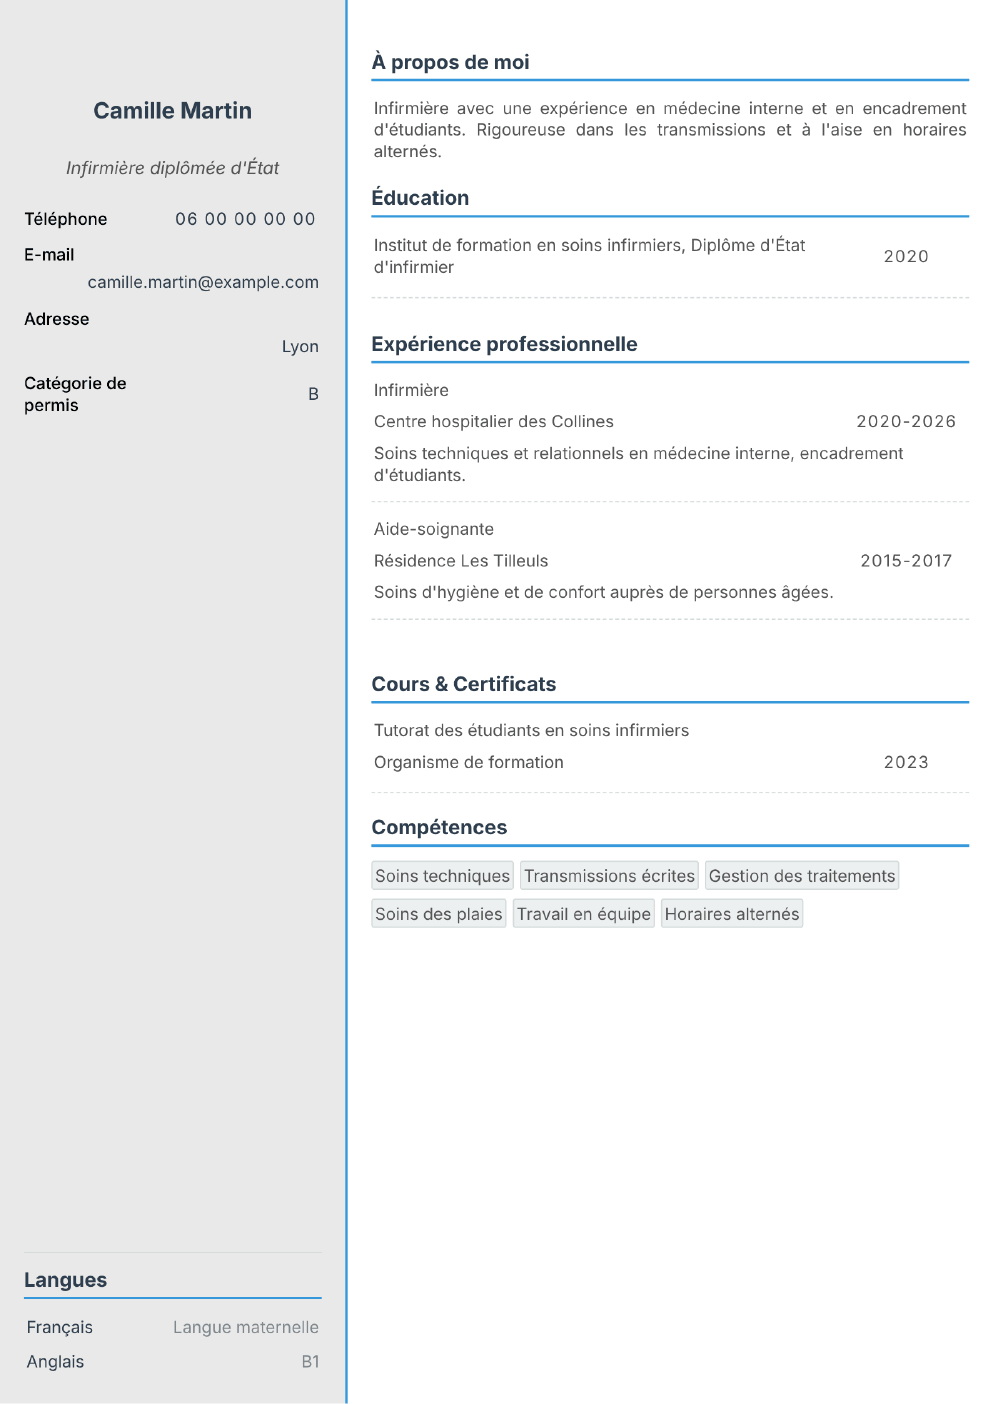 Camille Martin
Infirmière diplômée d'État
Téléphone 06 00 00 00 00
E-mail
camille.martin@example.com
Adresse
Lyon
Catégorie de
permis
B
Langues
Français Langue maternelle
Anglais B1
À propos de moi
Infirmière avec une expérience en médecine interne et en encadrement
d'étudiants. Rigoureuse dans les transmissions et à l'aise en horaires
alternés.
Éducation
Institut de formation en soins infirmiers, Diplôme d'État
d'infirmier
2020
Expérience professionnelle
Infirmière
Centre hospitalier des Collines 2020-2026
Soins techniques et relationnels en médecine interne, encadrement
d'étudiants.
Aide-soignante
Résidence Les Tilleuls 2015-2017
Soins d'hygiène et de confort auprès de personnes âgées.
Cours & Certificats
Tutorat des étudiants en soins infirmiers
Organisme de formation 2023
Compétences
Soins techniques Transmissions écrites Gestion des traitements
Soins des plaies Travail en équipe Horaires alternés